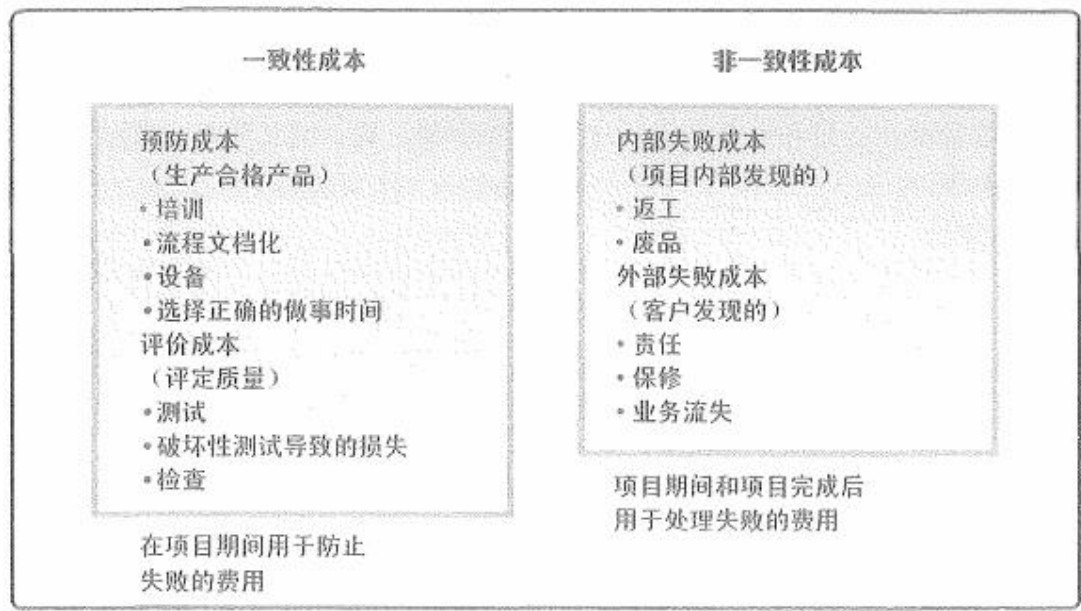 一致性成本
预防成本
（生产合格产品）
•培训
•流程文档化
•设备
•选择正确的做事时间
评价成本
（评定质量）
•测试
•破坏性测试导致的损失
•检查
在项目期间用于防止
失败的费用
非一致性成本
内部失败成本
（项目内部发现的）
•返工
•废品
外部失败成本
（客户发现的）
•责任
•保修
•业务流失
项目期间和项目完成后
用于处理失败的费用